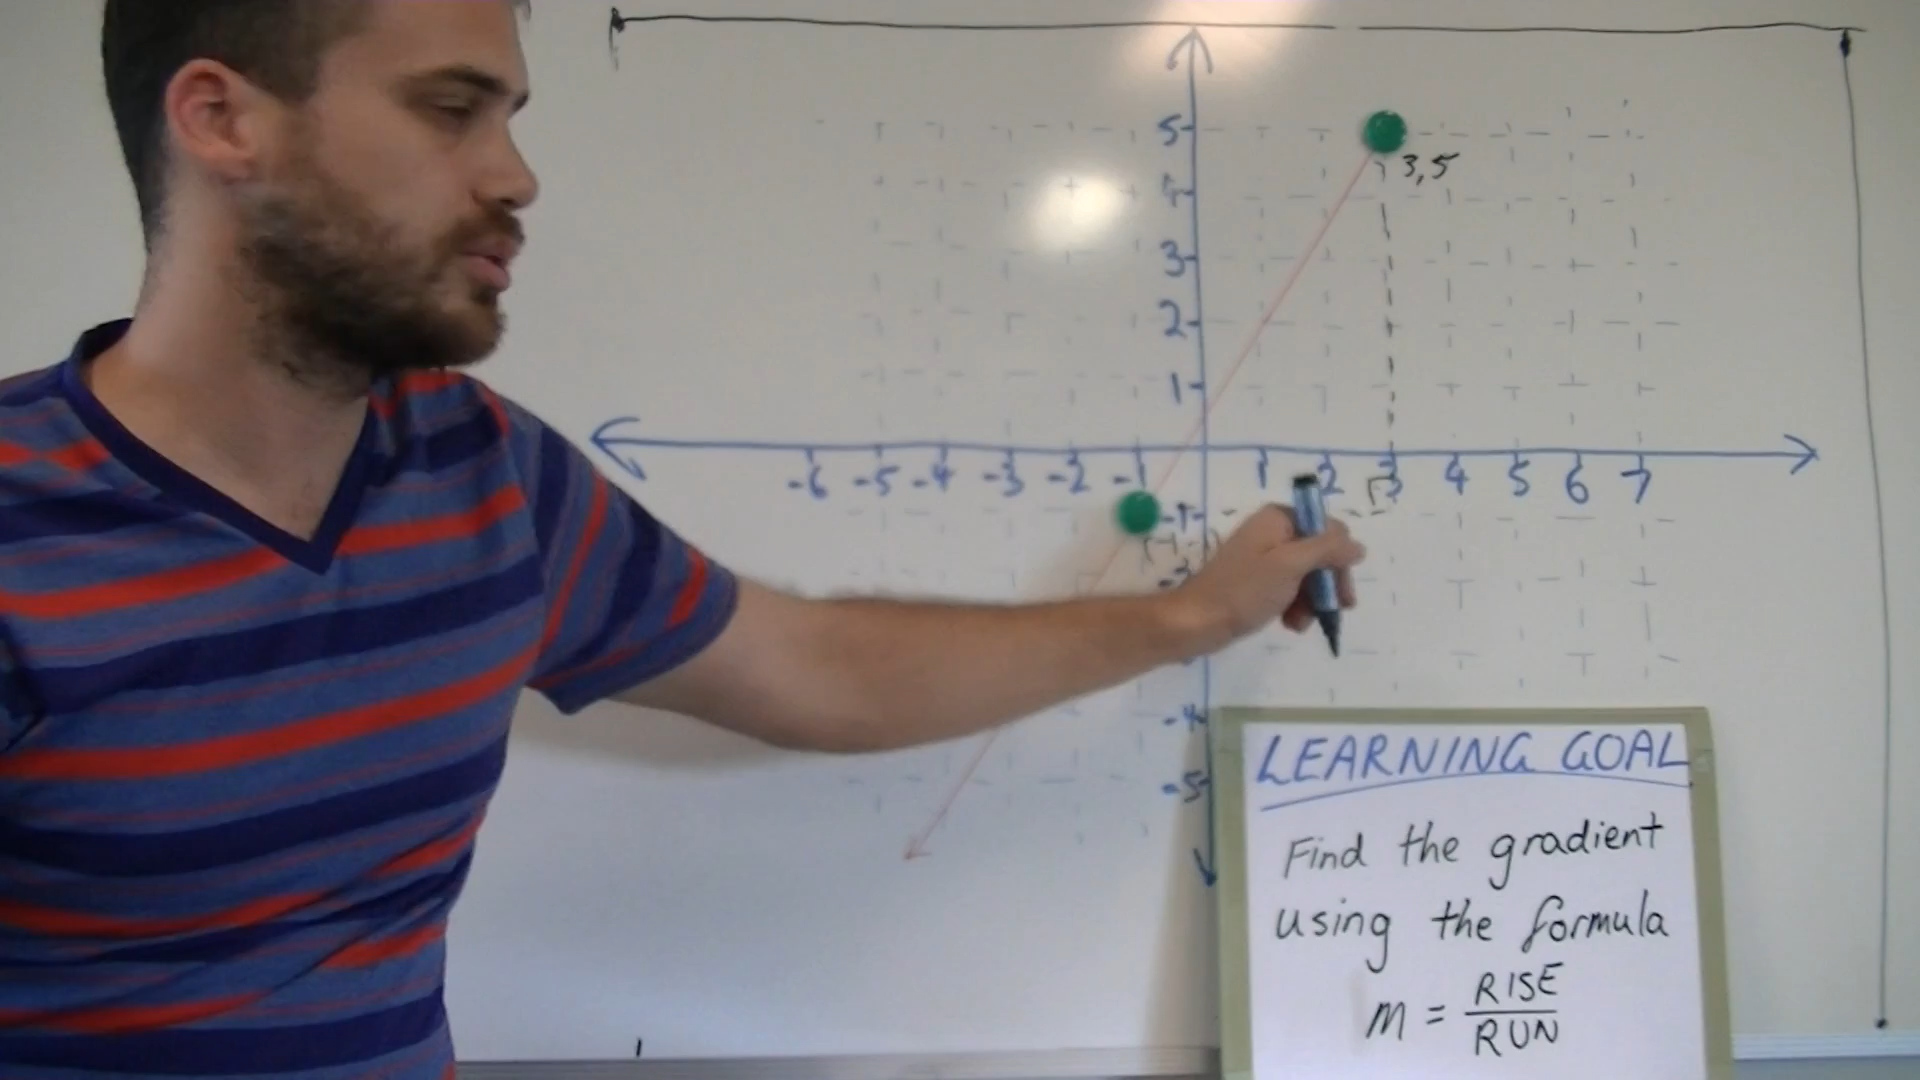 5
4
3,5
3
2
1
-6 -5 -4 -3 -2 -1 1 2 3 4 5 6 7
-1
-4
-5
LEARNING GOAL
Find the gradient
using the formula
m = RISE
RUN